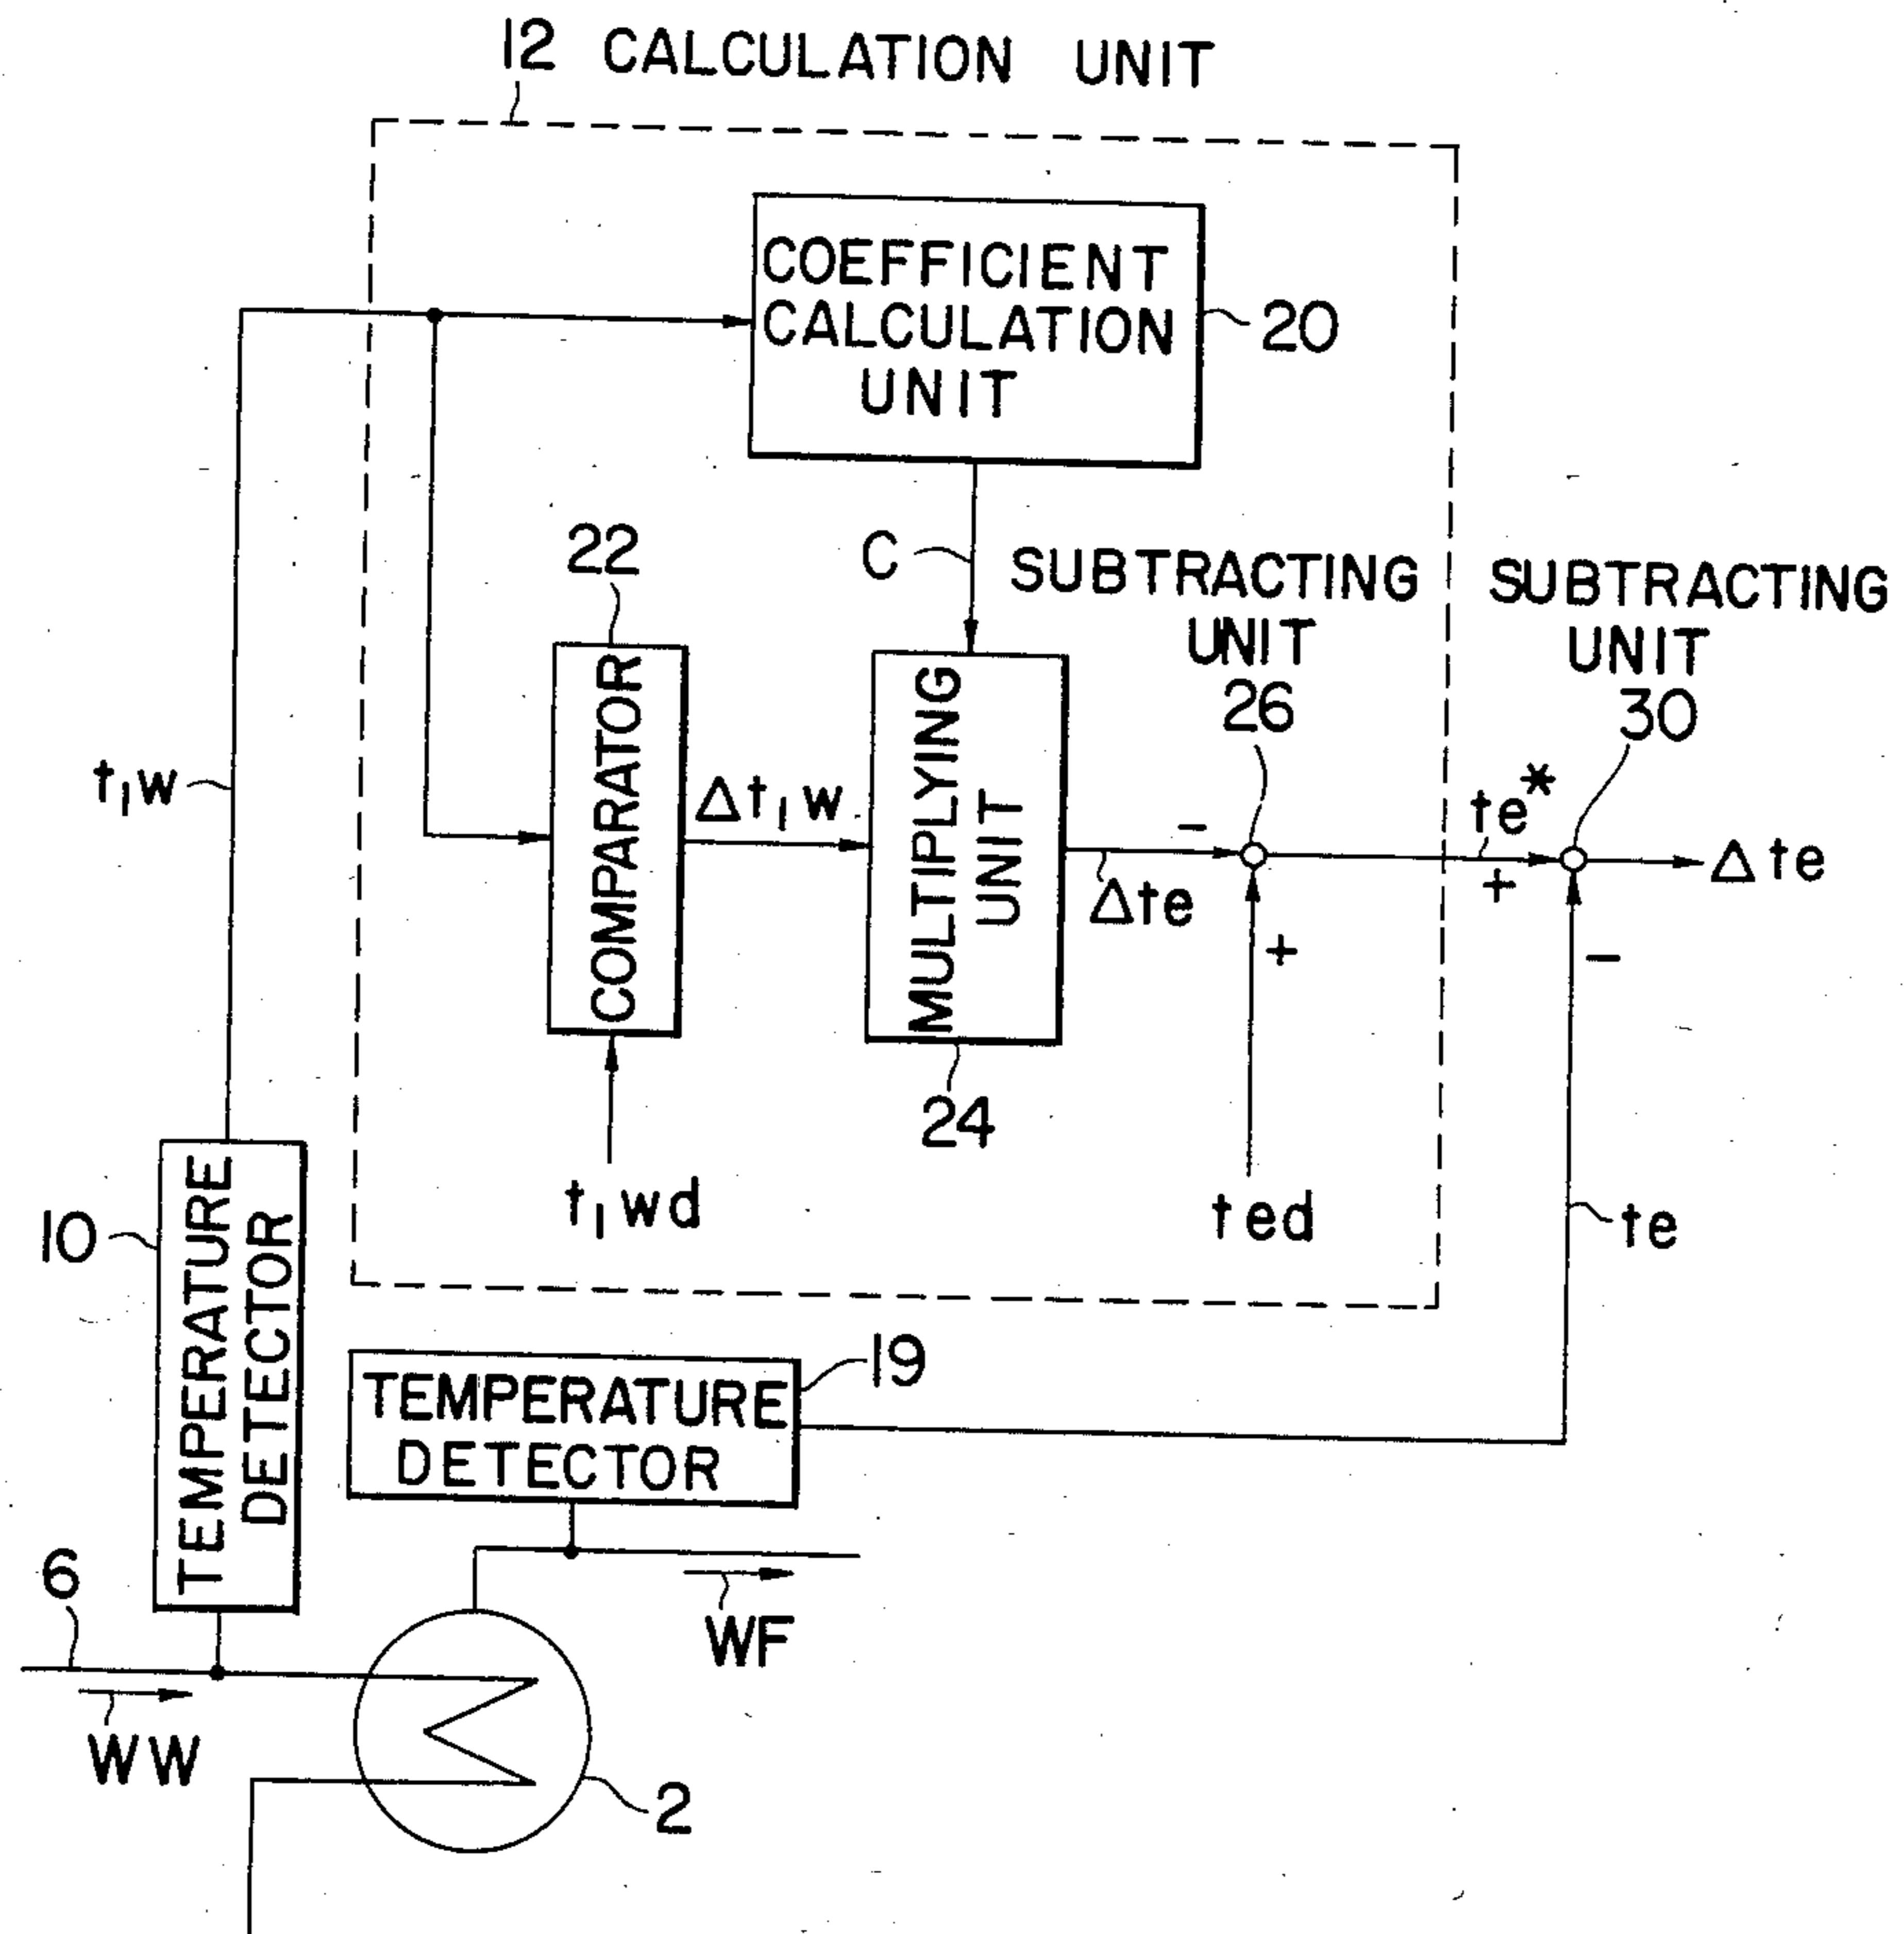 12 CALCULATION UNIT
COEFFICIENT
CALCULATION
UNIT
20
C
22
SUBTRACTING
UNIT
26
SUBTRACTING
UNIT
30
t₁w
COMPARATOR
Δt₁w
MULTIPLYING
UNIT
24
-
Δte
+
te*
+
-
Δte
t₁wd
ted
te
10
TEMPERATURE
DETECTOR
19
TEMPERATURE
DETECTOR
6
WW
WF
2